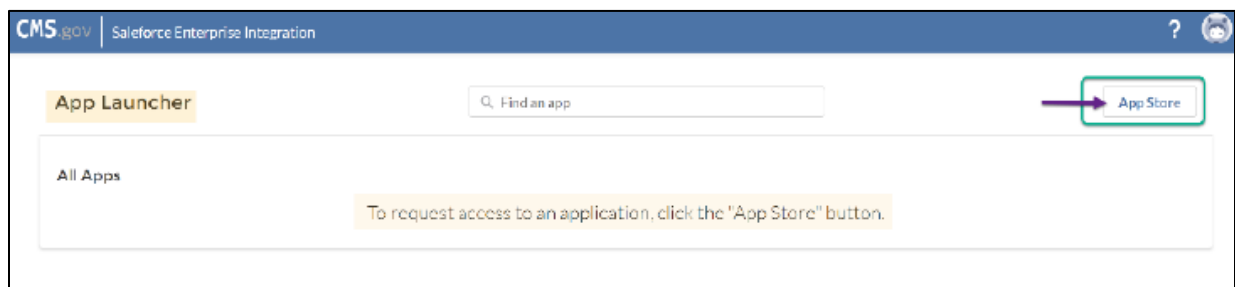 CMS.gov Saleforce Enterprise Integration ?
App Launcher Find an app App Store
All Apps
To request access to an application, click the "App Store" button.